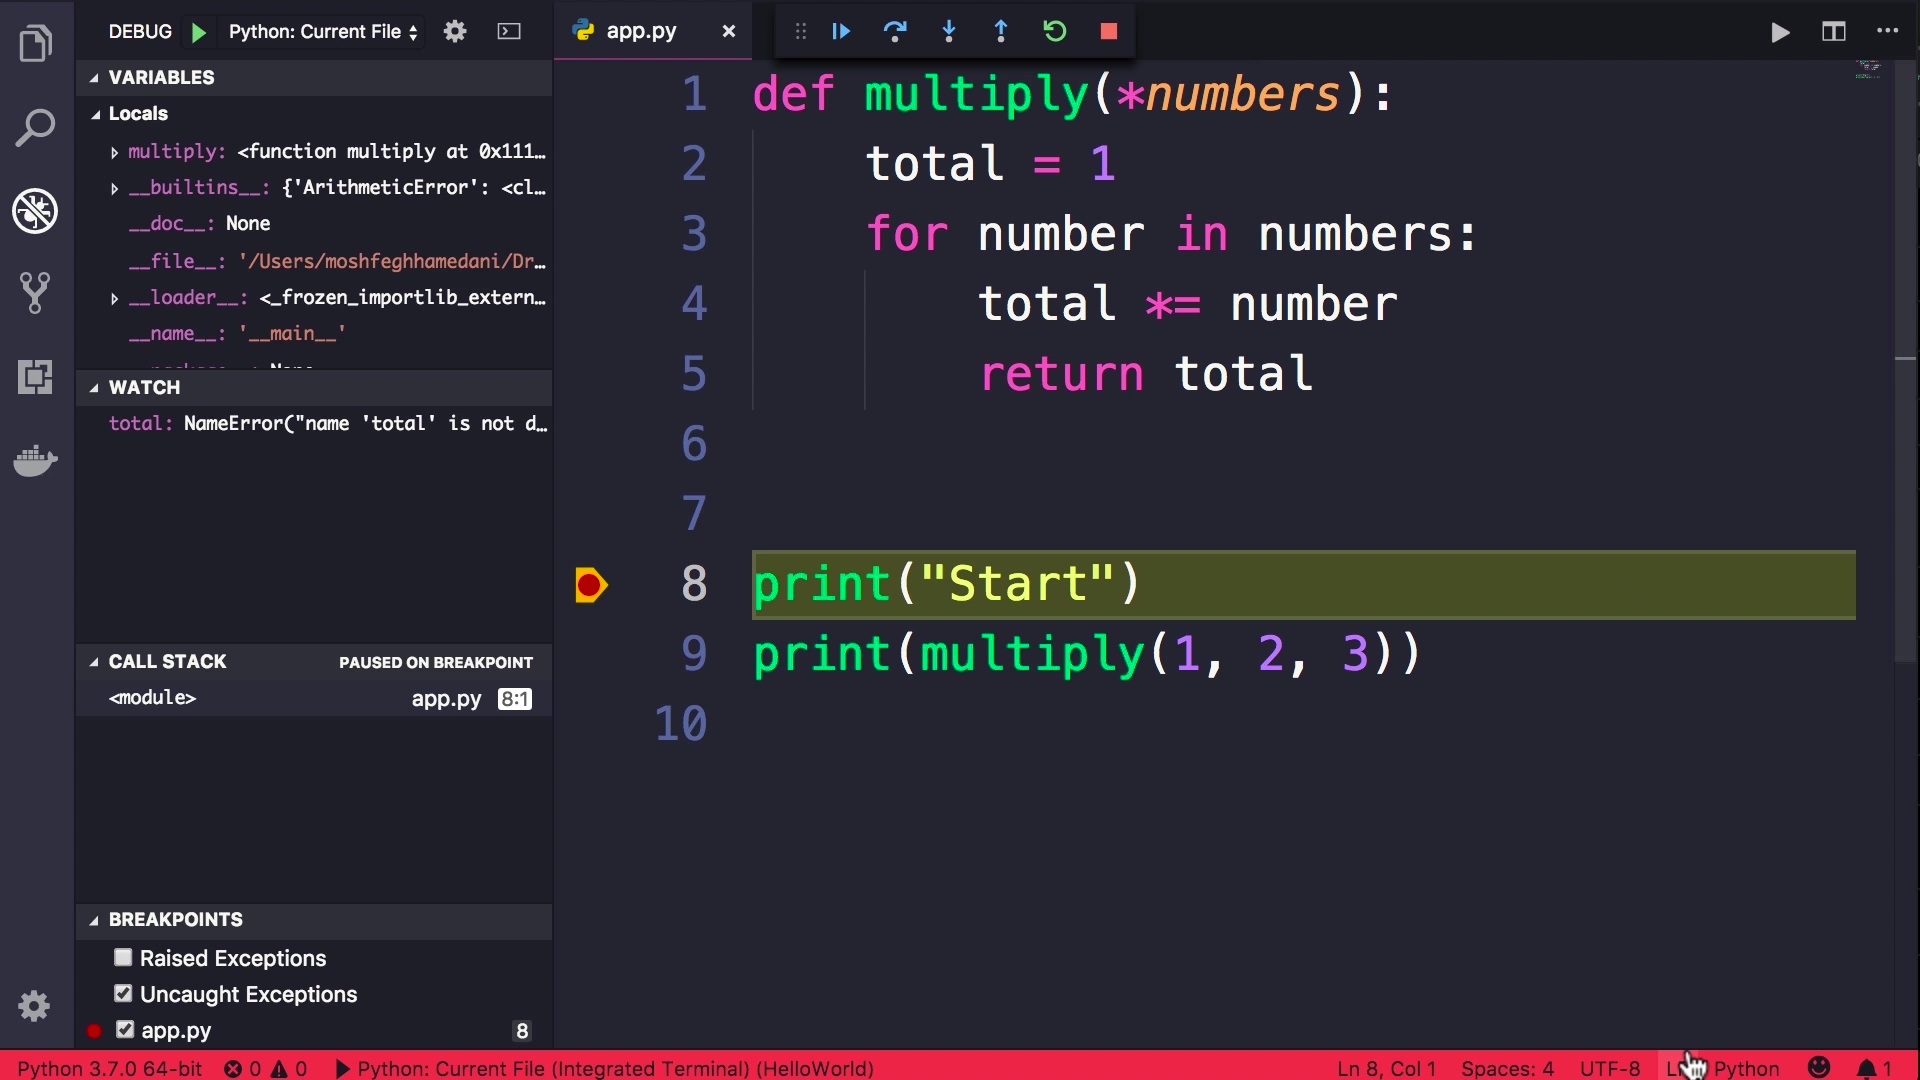 DEBUG Python: Current File
VARIABLES
Locals
multiply: <function multiply at 0x111…
__builtins__: {'ArithmeticError': <cl…
__doc__: None
__file__: '/Users/moshfeghhamedani/Dr…
__loader__: <_frozen_importlib_extern…
__name__: '__main__'
WATCH
total: NameError("name 'total' is not d…
CALL STACK PAUSED ON BREAKPOINT
<module> app.py 8:1
BREAKPOINTS
Raised Exceptions
Uncaught Exceptions
app.py 8
app.py ×
1 def multiply(*numbers):
2 total = 1
3 for number in numbers:
4 total *= number
5 return total
6
7
8 print("Start")
9 print(multiply(1, 2, 3))
10
Python 3.7.0 64-bit 0 0 Python: Current File (Integrated Terminal) (HelloWorld) Ln 8, Col 1 Spaces: 4 UTF-8 Python 1